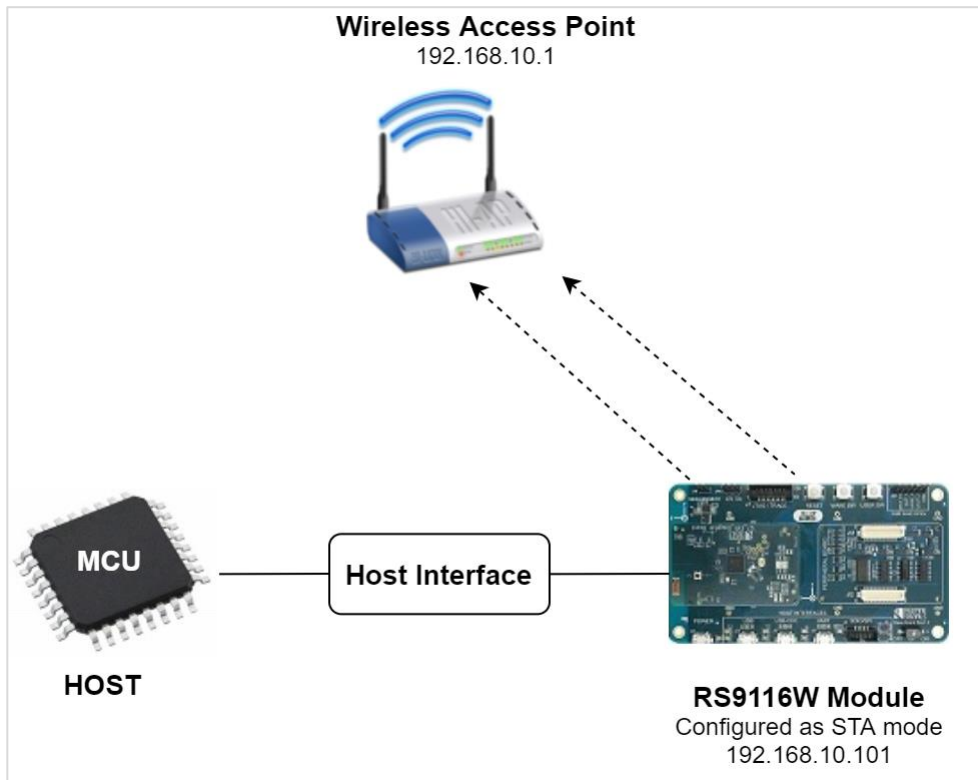 Wireless Access Point
192.168.10.1
MCU
Host Interface
HOST
RS9116W Module
Configured as STA mode
192.168.10.101